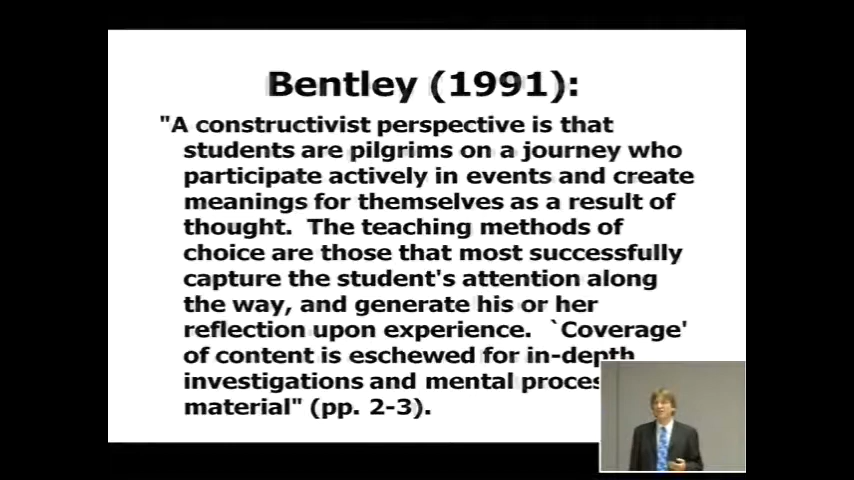 Bentley (1991):
"A constructivist perspective is that
students are pilgrims on a journey who
participate actively in events and create
meanings for themselves as a result of
thought.  The teaching methods of
choice are those that most successfully
capture the student's attention along
the way, and generate his or her
reflection upon experience.  `Coverage'
of content is eschewed for in-depth
investigations and mental proces
material" (pp. 2-3).